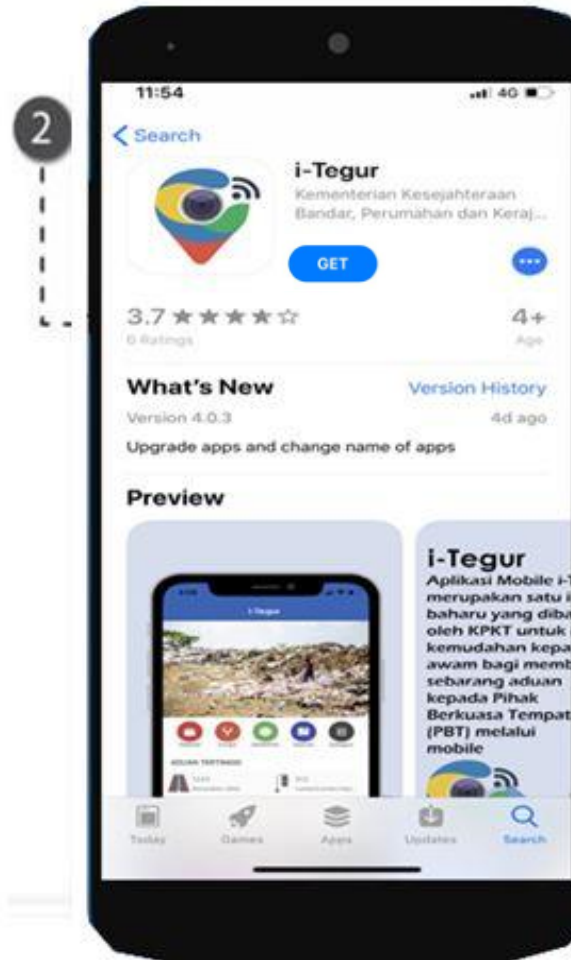 2
11:54
4G
Search
i-Tegur
Kementerian Kesejahteraan
Bandar, Perumahan dan Keraj...
GET
3.7
4+
6 Ratings
Age
What's New
Version History
Version 4.0.3
4d ago
Upgrade apps and change name of apps
Preview
i-Tegur
Aplikasi Mobile i-T
merupakan satu i
baharu yang diba
oleh KPKT untuk
kemudahan kepa
awam bagi memb
sebarang aduan
kepada Pihak
Berkuasa Tempat
(PBT) melalui
mobile
i-Tegur
ADUAN TERTINGGI
Today
Games
Apps
Updates
Search